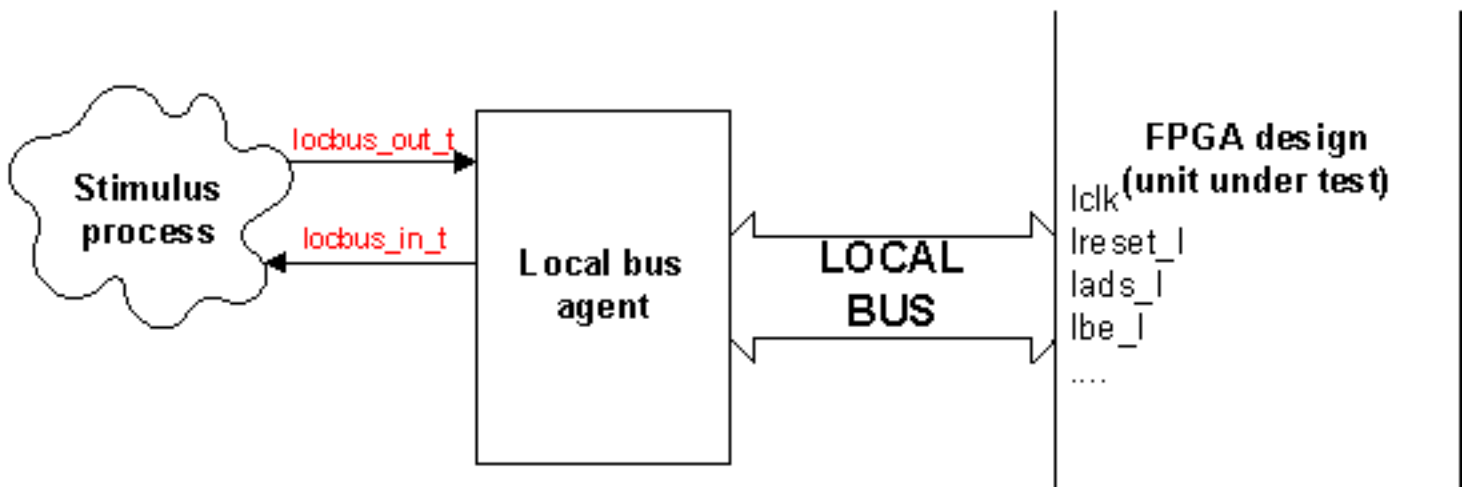 locbus_out_t
Stimulus
process
locbus_in_t
Local bus
agent
LOCAL
BUS
FPGA design
(unit under test)
lclk
lreset_l
lads_l
lbe_l
....